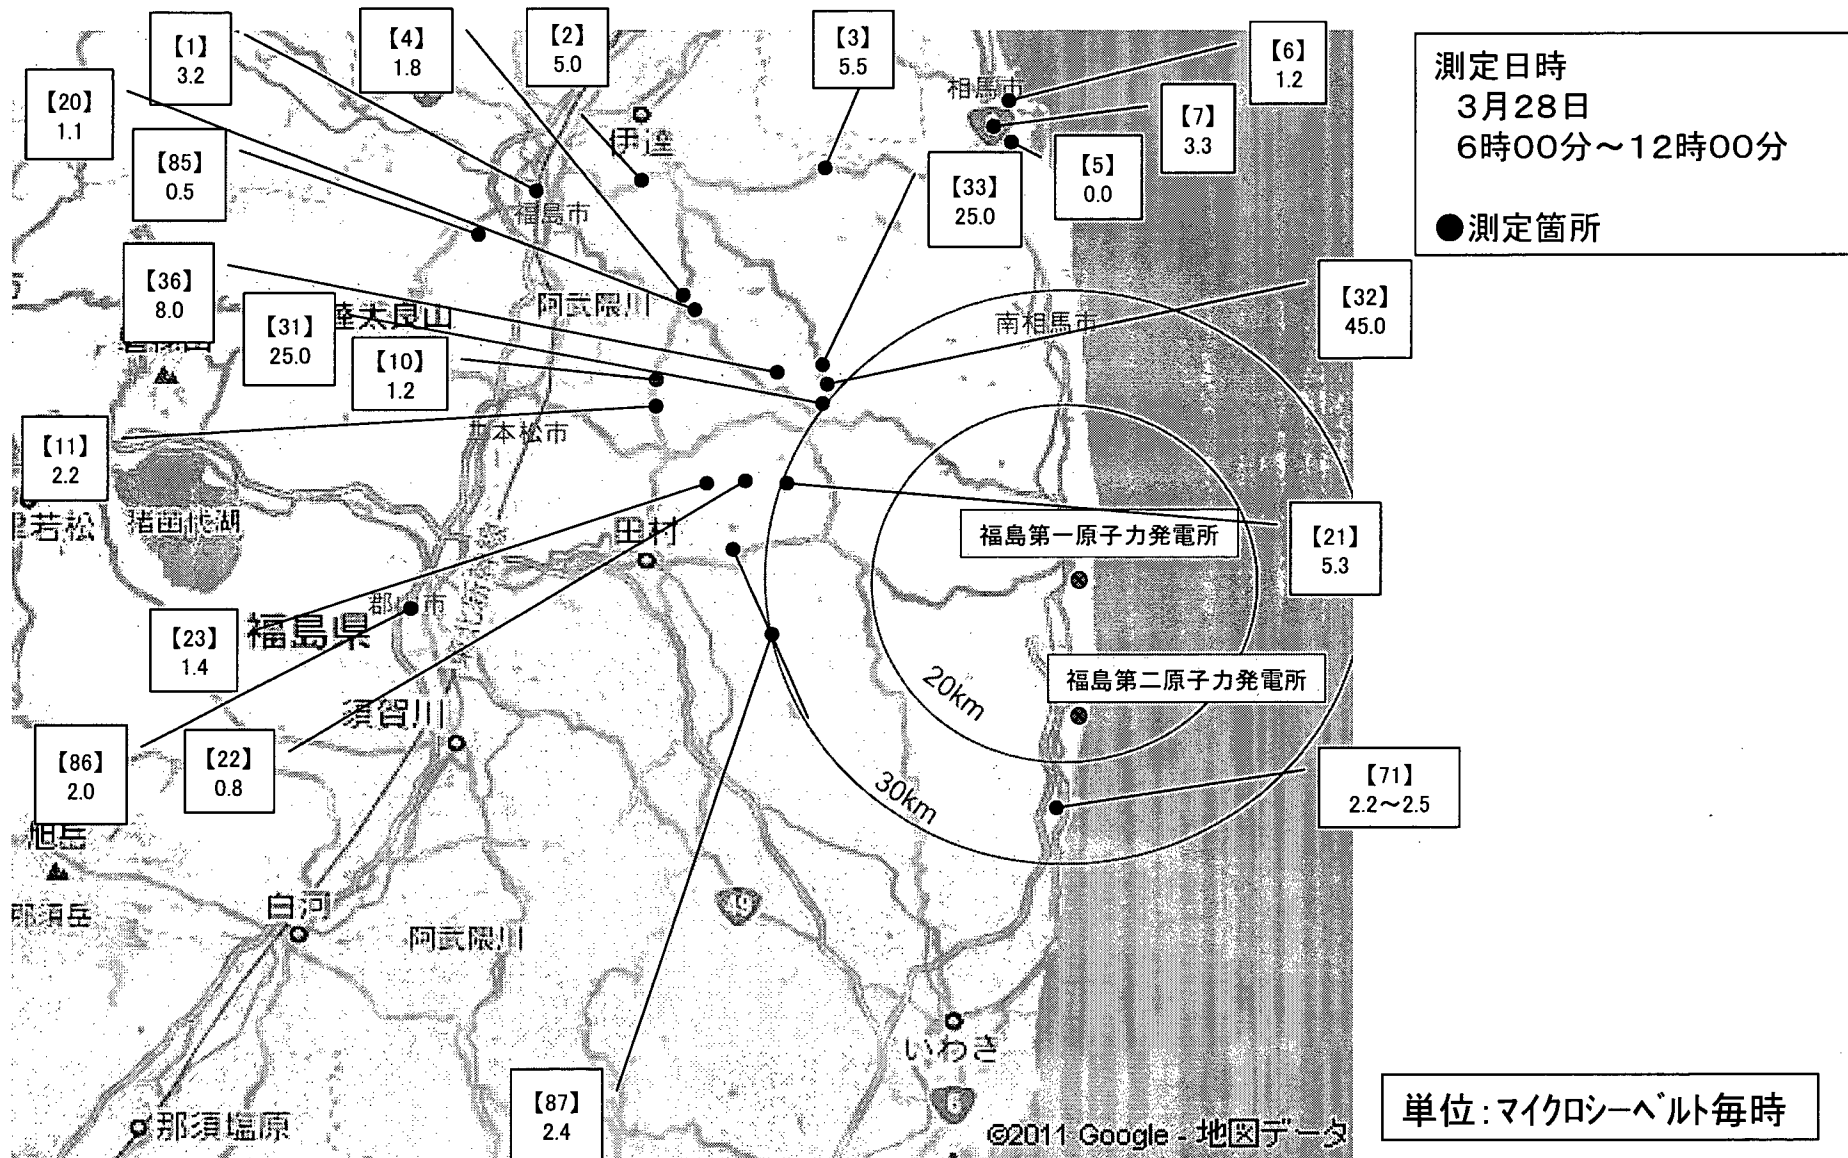 【1】
3.2
【4】
1.8
【2】
5.0
【3】
5.5
【6】
1.2
測定日時
3月28日
6時00分～12時00分
●測定箇所
【20】
1.1
相馬市
【7】
3.3
伊達
【85】
0.5
【5】
0.0
【33】
25.0
福島市
【36】
8.0
阿武隈川
【31】
25.0
南相馬市
【32】
45.0
【10】
1.2
【11】
2.2
二本松市
若松
猪苗代湖
田村
福島第一原子力発電所
【21】
5.3
郡山市
福島県
【23】
1.4
福島第二原子力発電所
20km
須賀川
【86】
2.0
【22】
0.8
30km
【71】
2.2～2.5
旭岳
那須岳
白河
49
阿武隈川
いわき
【87】
2.4
6
那須塩原
©2011 Google - 地図データ
単位：マイクロシーベルト毎時